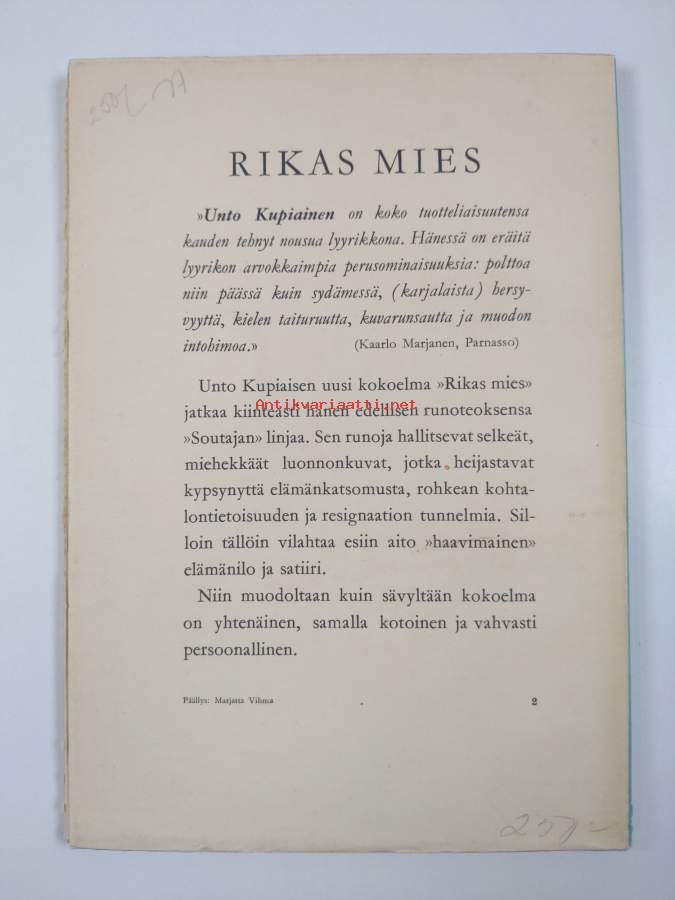 RIKAS MIES
»Unto Kupiainen on koko tuotteliaisuutensa
kauden tehnyt nousua lyyrikkona. Hänessä on eräitä
lyyrikon arvokkaimpia perusominaisuuksia: polttoa
niin päässä kuin sydämessä, (karjalaista) hersy-
vyyttä, kielen taituruutta, kuvarunsautta ja muodon
intohimoa.» (Kaarlo Marjanen, Parnasso)
Unto Kupiaisen uusi kokoelma »Rikas mies»
Antikvariaatti.net
jatkaa kiinteästi hänen edellisen runoteoksensa
»Soutajan» linjaa. Sen runoja hallitsevat selkeät,
miehekkäät luonnonkuvat, jotka heijastavat
kypsynyttä elämänkatsomusta, rohkean kohta-
lontietoisuuden ja resignaation tunnelmia. Sil-
loin tällöin vilahtaa esiin aito »haavimainen»
elämänilo ja satiiri.
Niin muodoltaan kuin sävyltään kokoelma
on yhtenäinen, samalla kotoinen ja vahvasti
persoonallinen.
Päällys: Marjatta Vihma 2